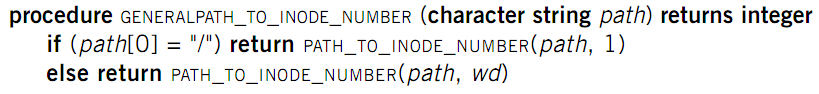 procedure GENERALPATH_TO_INODE_NUMBER (character string path) returns integer
if (path[0] = "/") return PATH_TO_INODE_NUMBER(path, 1)
else return PATH_TO_INODE_NUMBER(path, wd)